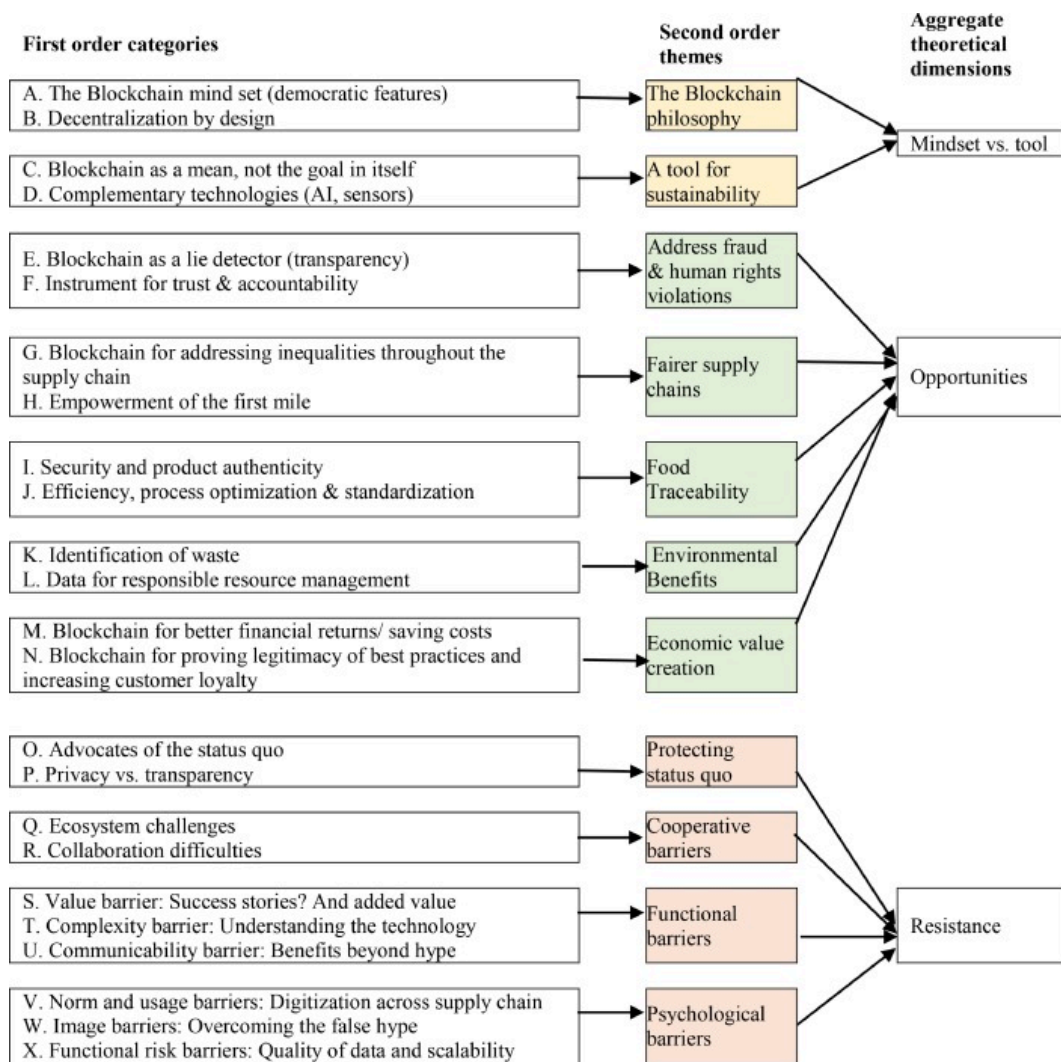 First order categories
Second order
themes
Aggregate
theoretical
dimensions
A. The Blockchain mind set (democratic features)
B. Decentralization by design
The Blockchain
philosophy
C. Blockchain as a mean, not the goal in itself
D. Complementary technologies (AI, sensors)
A tool for
sustainability
Mindset vs. tool
E. Blockchain as a lie detector (transparency)
F. Instrument for trust & accountability
Address fraud
& human rights
violations
G. Blockchain for addressing inequalities throughout the
supply chain
H. Empowerment of the first mile
Fairer supply
chains
Opportunities
I. Security and product authenticity
J. Efficiency, process optimization & standardization
Food
Traceability
K. Identification of waste
L. Data for responsible resource management
Environmental
Benefits
M. Blockchain for better financial returns/ saving costs
N. Blockchain for proving legitimacy of best practices and
increasing customer loyalty
Economic value
creation
O. Advocates of the status quo
P. Privacy vs. transparency
Protecting
status quo
Q. Ecosystem challenges
R. Collaboration difficulties
Cooperative
barriers
S. Value barrier: Success stories? And added value
T. Complexity barrier: Understanding the technology
U. Communicability barrier: Benefits beyond hype
Functional
barriers
Resistance
V. Norm and usage barriers: Digitization across supply chain
W. Image barriers: Overcoming the false hype
X. Functional risk barriers: Quality of data and scalability
Psychological
barriers